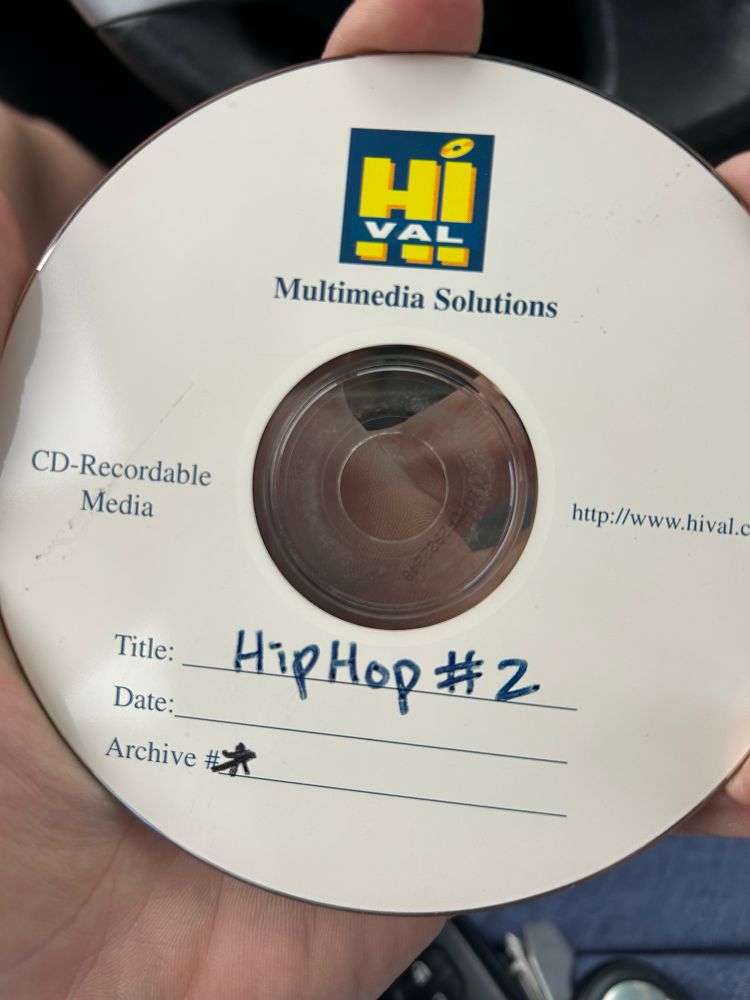 Hi
VAL
Multimedia Solutions
CD-Recordable
Media
http://www.hival.c
Title: HipHop #2
Date:
Archive #